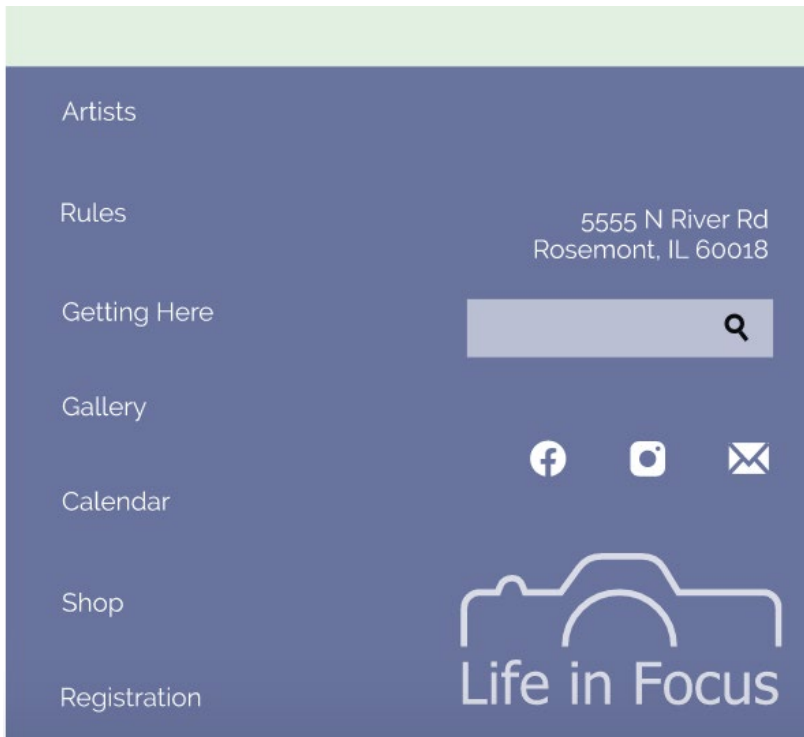 Artists
Rules
Getting Here
Gallery
Calendar
Shop
Registration
5555 N River Rd
Rosemont, IL 60018
Life in Focus